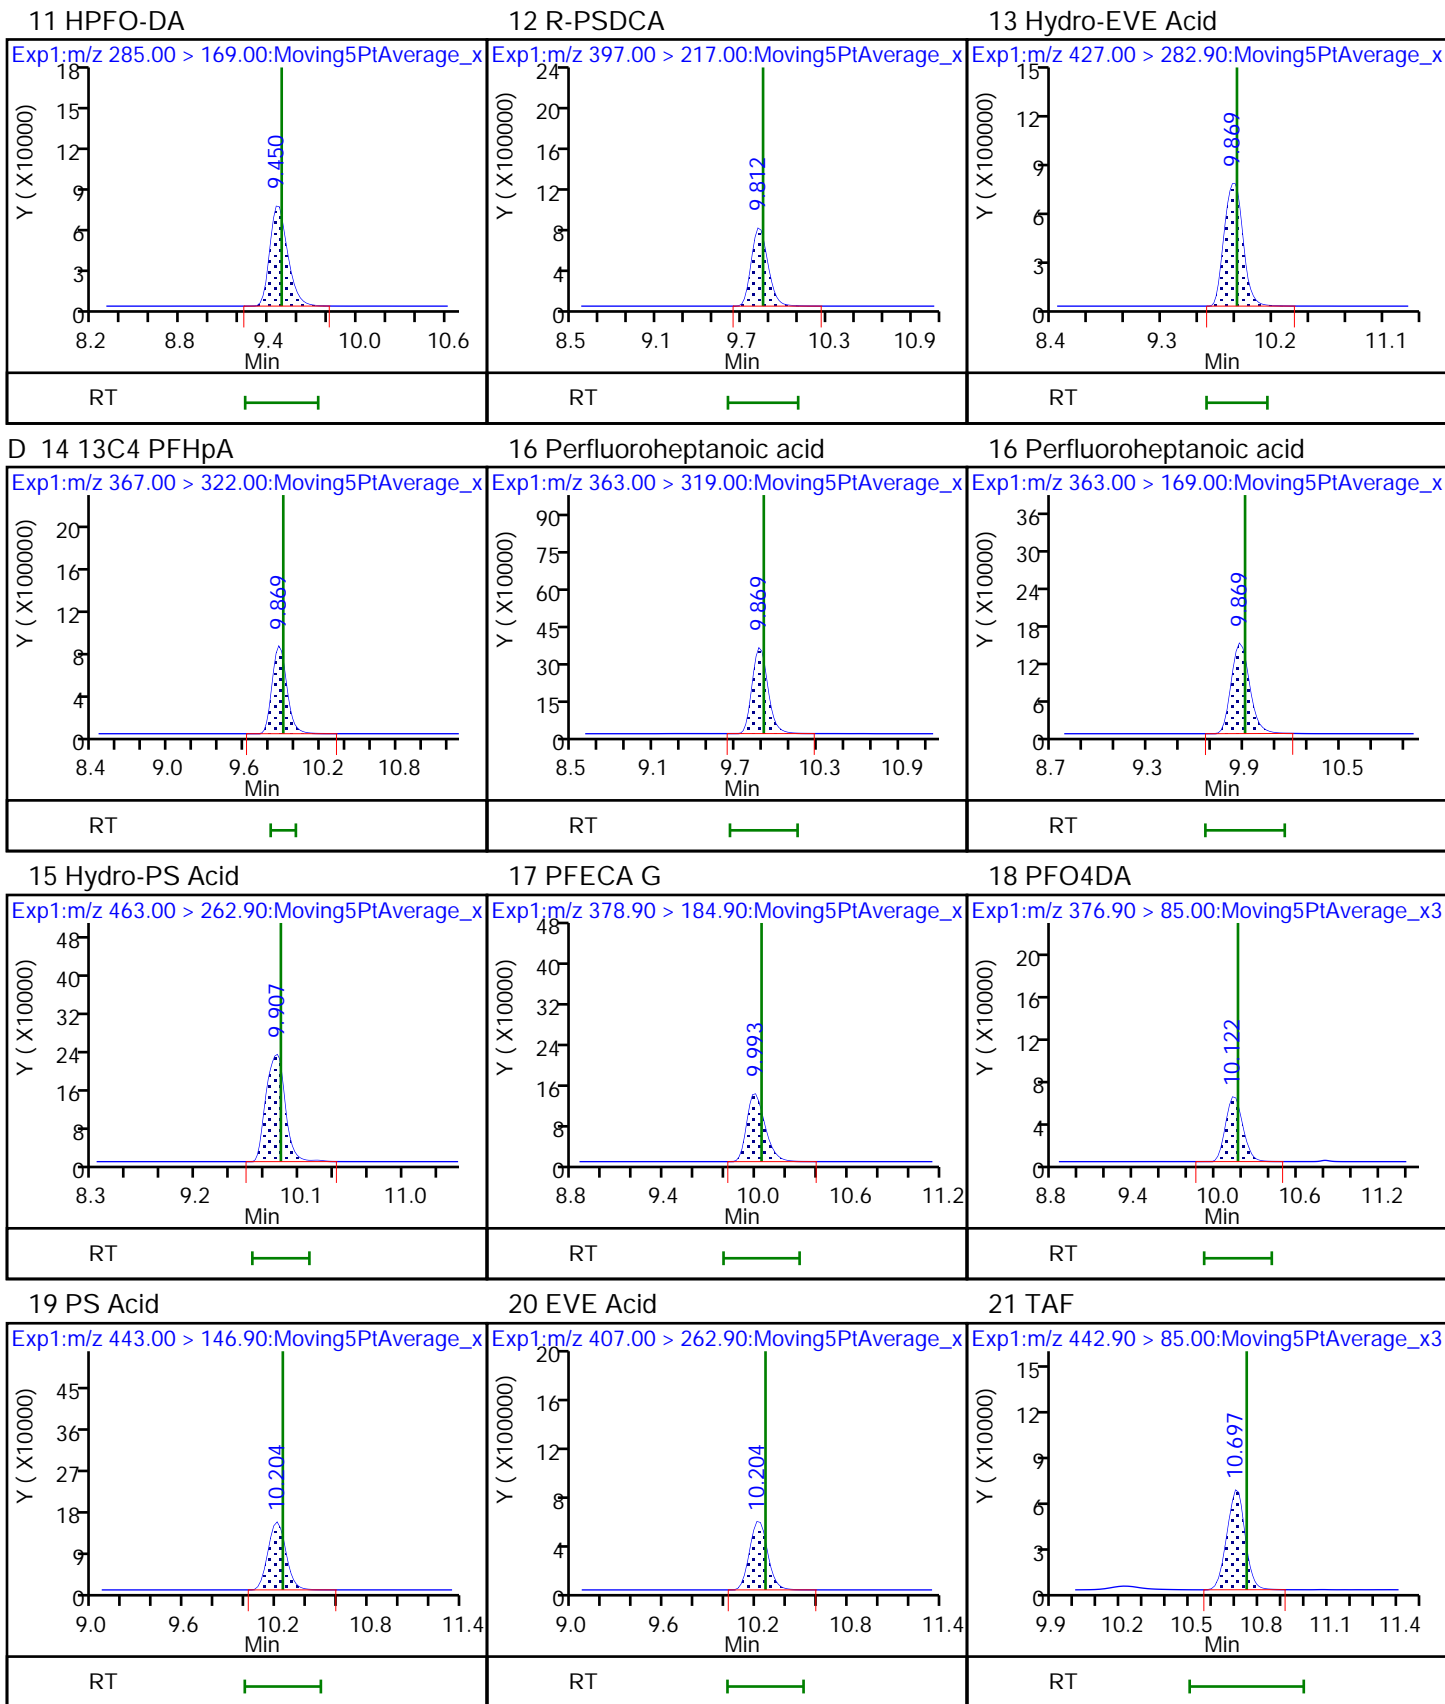 11 HPFO-DA
Exp1:m/z 285.00 > 169.00:Moving5PtAverage_x
Y ( X100000)
18
15
12
9
6
3
0
9.450
8.2 8.8 9.4 10.0 10.6
Min
RT
12 R-PSDCA
Exp1:m/z 397.00 > 217.00:Moving5PtAverage_x
Y ( X100000)
24
20
16
12
8
4
0
9.812
8.5 9.1 9.7 10.3 10.9
Min
RT
13 Hydro-EVE Acid
Exp1:m/z 427.00 > 282.90:Moving5PtAverage_x
Y ( X100000)
15
12
9
6
3
0
9.869
8.4 9.3 10.2 11.1
Min
RT
D 14 13C4 PFHpA
Exp1:m/z 367.00 > 322.00:Moving5PtAverage_x
Y ( X100000)
20
16
12
8
4
0
9.869
8.4 9.0 9.6 10.2 10.8
Min
RT
16 Perfluoroheptanoic acid
Exp1:m/z 363.00 > 319.00:Moving5PtAverage_x
Y ( X10000)
90
75
60
45
30
15
0
9.869
8.5 9.1 9.7 10.3 10.9
Min
RT
16 Perfluoroheptanoic acid
Exp1:m/z 363.00 > 169.00:Moving5PtAverage_x
Y ( X10000)
36
30
24
18
12
6
0
9.869
8.7 9.3 9.9 10.5
Min
RT
15 Hydro-PS Acid
Exp1:m/z 463.00 > 262.90:Moving5PtAverage_x
Y ( X10000)
48
40
32
24
16
8
0
9.907
8.3 9.2 10.1 11.0
Min
RT
17 PFECA G
Exp1:m/z 378.90 > 184.90:Moving5PtAverage_x
Y ( X10000)
48
40
32
24
16
8
0
9.993
8.8 9.4 10.0 10.6 11.2
Min
RT
18 PFO4DA
Exp1:m/z 376.90 > 85.00:Moving5PtAverage_x3
Y ( X10000)
20
16
12
8
4
0
10.122
8.8 9.4 10.0 10.6 11.2
Min
RT
19 PS Acid
Exp1:m/z 443.00 > 146.90:Moving5PtAverage_x
Y ( X10000)
45
36
27
18
9
0
10.204
9.0 9.6 10.2 10.8 11.4
Min
RT
20 EVE Acid
Exp1:m/z 407.00 > 262.90:Moving5PtAverage_x
Y ( X100000)
20
16
12
8
4
0
10.204
9.0 9.6 10.2 10.8 11.4
Min
RT
21 TAF
Exp1:m/z 442.90 > 85.00:Moving5PtAverage_x3
Y ( X10000)
15
12
9
6
3
0
10.697
9.9 10.2 10.5 10.8 11.1 11.4
Min
RT